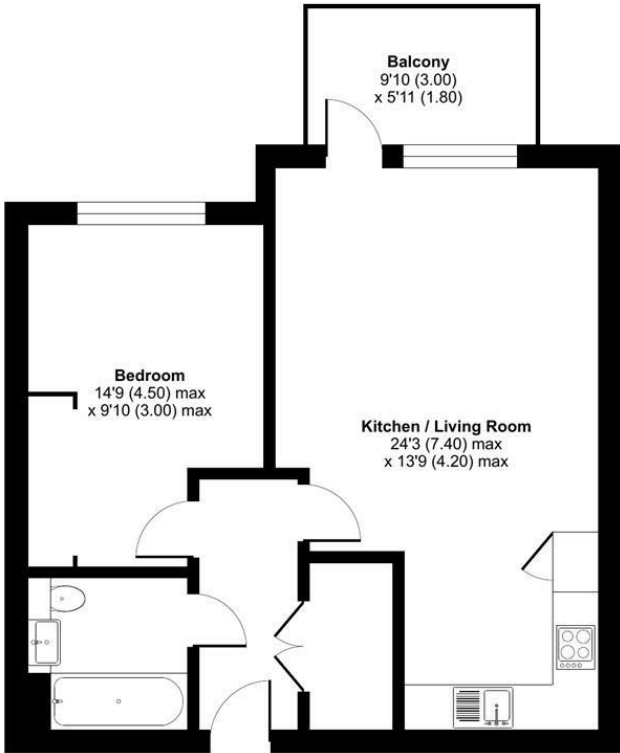 Balcony
9'10 (3.00)
x 5'11 (1.80)
Bedroom
14'9 (4.50) max
x 9'10 (3.00) max
Kitchen / Living Room
24'3 (7.40) max
x 13'9 (4.20) max